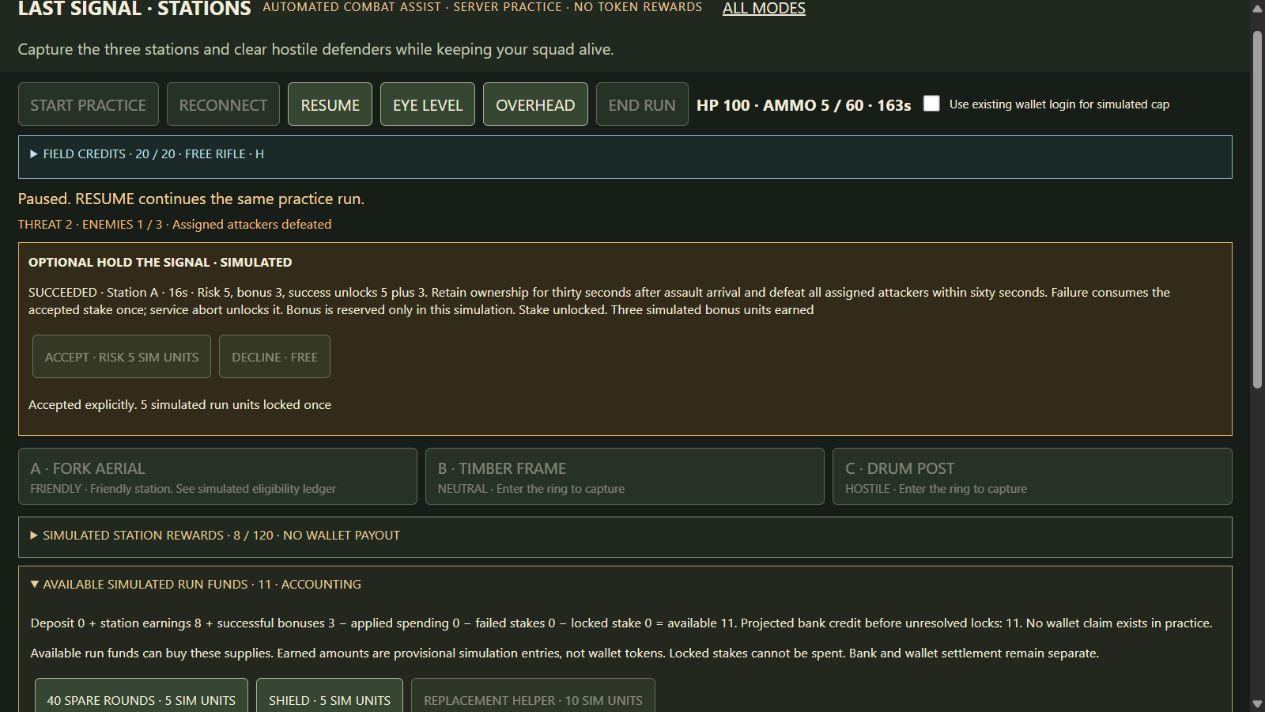 LAST SIGNAL · STATIONS AUTOMATED COMBAT ASSIST · SERVER PRACTICE · NO TOKEN REWARDS ALL MODES
Capture the three stations and clear hostile defenders while keeping your squad alive.
START PRACTICE RECONNECT RESUME EYE LEVEL OVERHEAD END RUN HP 100 · AMMO 5 / 60 · 163s Use existing wallet login for simulated cap
▶ FIELD CREDITS · 20 / 20 · FREE RIFLE · H
Paused. RESUME continues the same practice run.
THREAT 2 · ENEMIES 1 / 3 · Assigned attackers defeated
OPTIONAL HOLD THE SIGNAL · SIMULATED
SUCCEEDED · Station A · 16s · Risk 5, bonus 3, success unlocks 5 plus 3. Retain ownership for thirty seconds after assault arrival and defeat all assigned attackers within sixty seconds. Failure consumes the
accepted stake once; service abort unlocks it. Bonus is reserved only in this simulation. Stake unlocked. Three simulated bonus units earned
ACCEPT · RISK 5 SIM UNITS DECLINE · FREE
Accepted explicitly. 5 simulated run units locked once
A · FORK AERIAL
FRIENDLY · Friendly station. See simulated eligibility ledger
B · TIMBER FRAME
NEUTRAL · Enter the ring to capture
C · DRUM POST
HOSTILE · Enter the ring to capture
▶ SIMULATED STATION REWARDS · 8 / 120 · NO WALLET PAYOUT
▼ AVAILABLE SIMULATED RUN FUNDS · 11 · ACCOUNTING
Deposit 0 + station earnings 8 + successful bonuses 3 − applied spending 0 − failed stakes 0 − locked stake 0 = available 11. Projected bank credit before unresolved locks: 11. No wallet claim exists in practice.
Available run funds can buy these supplies. Earned amounts are provisional simulation entries, not wallet tokens. Locked stakes cannot be spent. Bank and wallet settlement remain separate.
40 SPARE ROUNDS · 5 SIM UNITS SHIELD · 5 SIM UNITS REPLACEMENT HELPER · 10 SIM UNITS